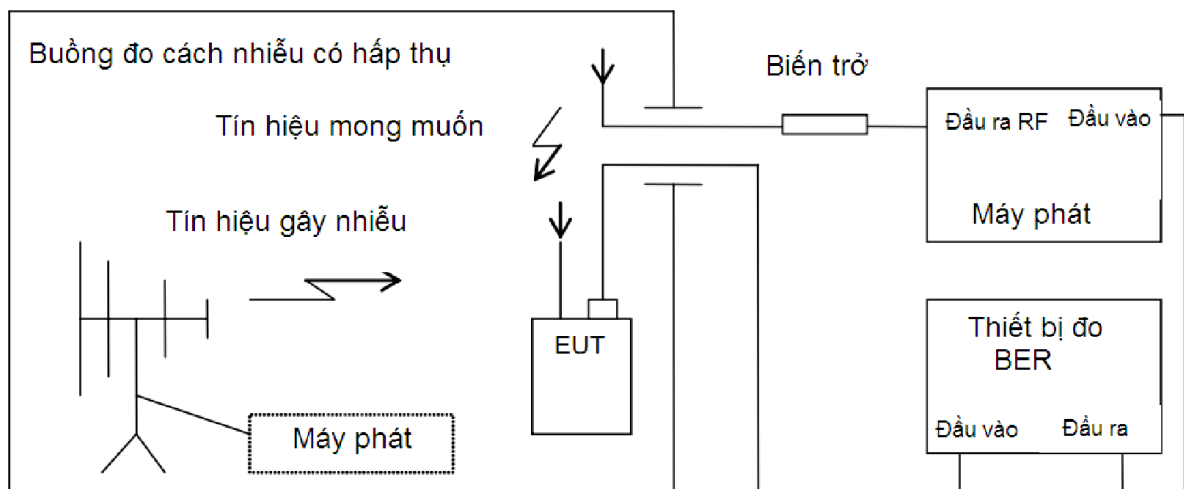 Buồng đo cách nhiễu có hấp thụ
Biến trở
Tín hiệu mong muốn
Đầu ra RF
Đầu vào
Máy phát
Tín hiệu gây nhiễu
EUT
Thiết bị đo
BER
Đầu vào
Đầu ra
Máy phát